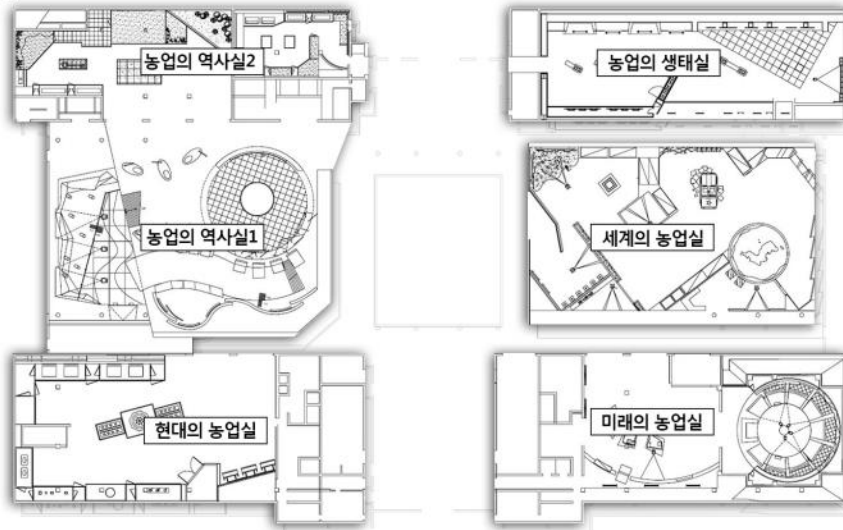 농업의 역사실2
농업의 생태실
농업의 역사실1
세계의 농업실
현대의 농업실
미래의 농업실